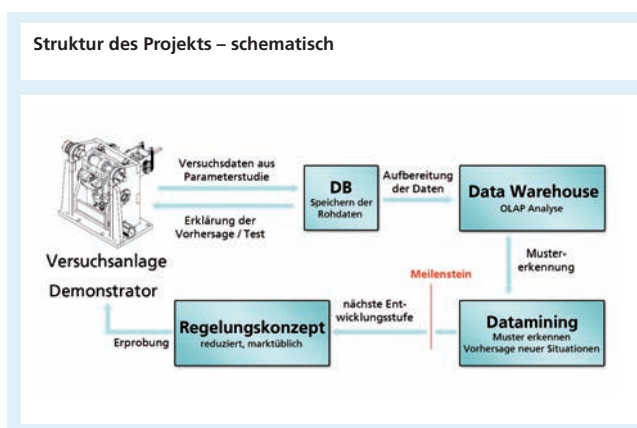 Struktur des Projekts – schematisch
Versuchsdaten aus
Parameterstudie
Erklärung der
Vorhersage / Test
DB
Speichern der
Rohdaten
Aufbereitung
der Daten
Data Warehouse
OLAP Analyse
Versuchsanlage
Demonstrator
Muster-
erkennung
Meilenstein
Datamining
Muster erkennen
Vorhersage neuer Situationen
nächste Ent-
wicklungsstufe
Regelungskonzept
reduziert, marktüblich
Erprobung